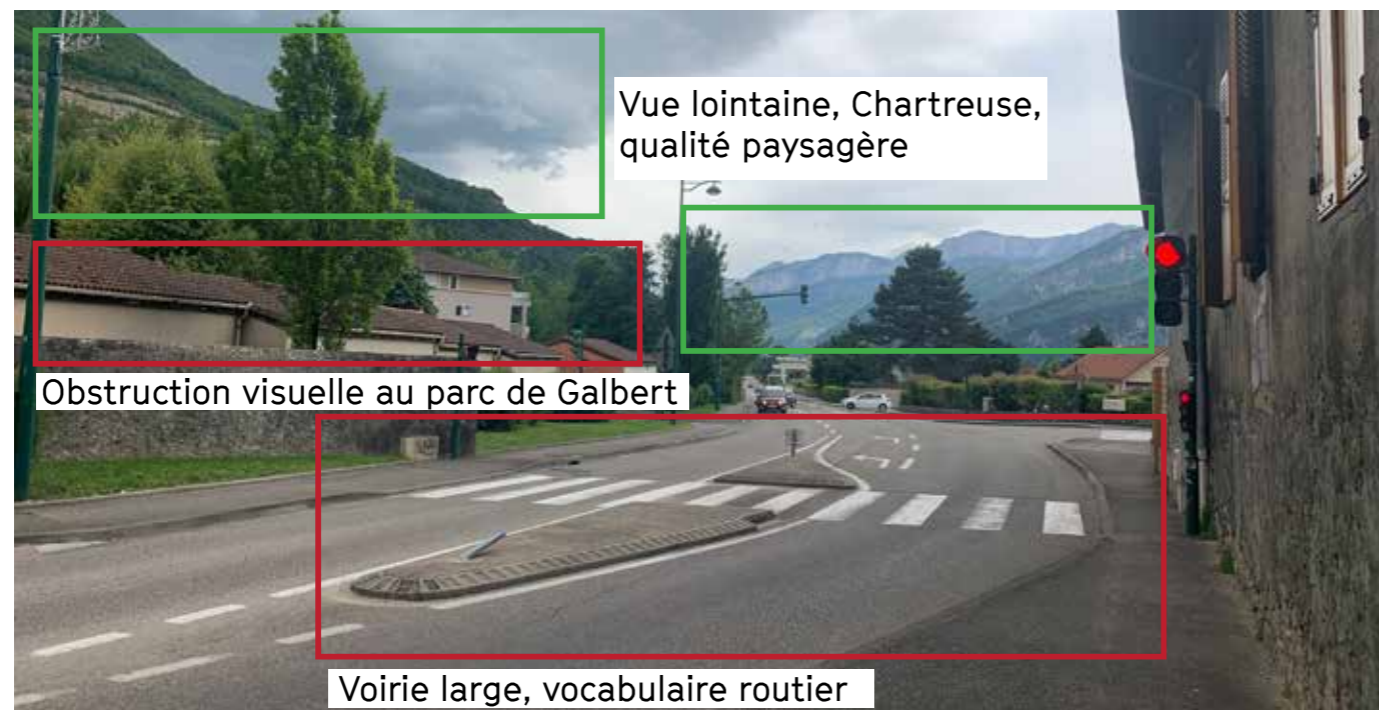 Vue lointaine, Chartreuse,
qualité paysagère
Obstruction visuelle au parc de Galbert
Voirie large, vocabulaire routier